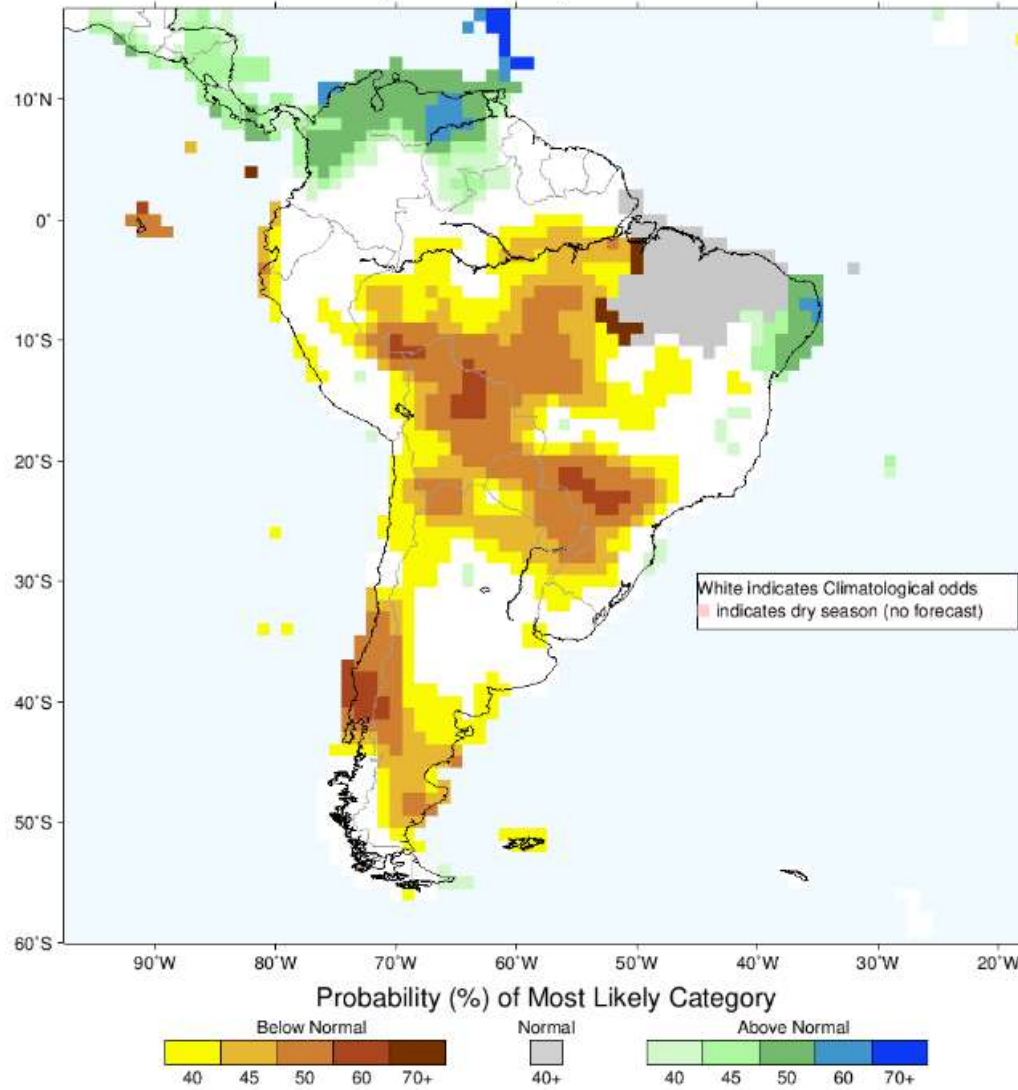 10˚N
0˚
10˚S
20˚S
30˚S
40˚S
50˚S
60˚S
White indicates Climatological odds
indicates dry season (no forecast)
90˚W 80˚W 70˚W 60˚W 50˚W 40˚W 30˚W 20˚W
Probability (%) of Most Likely Category
Below Normal Normal Above Normal
40 45 50 60 70+ 40+ 40 45 50 60 70+